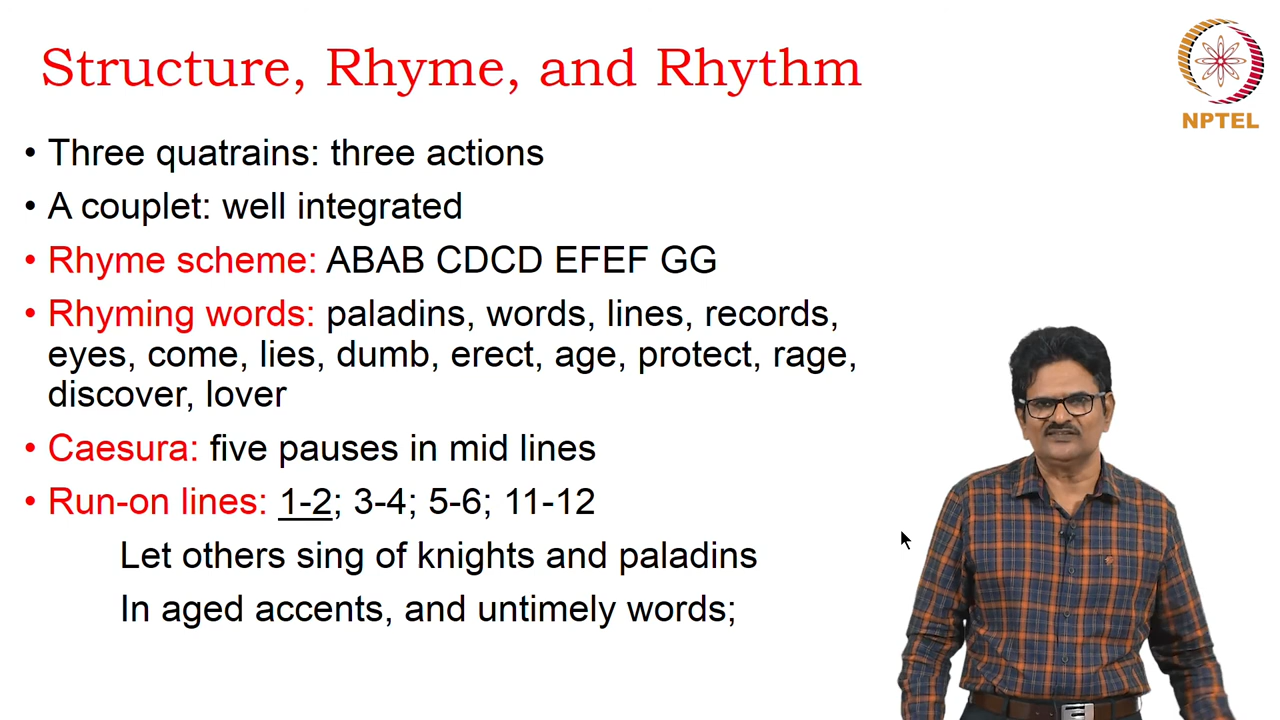 Structure, Rhyme, and Rhythm
NPTEL
• Three quatrains: three actions
• A couplet: well integrated
• Rhyme scheme: ABAB CDCD EFEF GG
• Rhyming words: paladins, words, lines, records,
eyes, come, lies, dumb, erect, age, protect, rage,
discover, lover
• Caesura: five pauses in mid lines
• Run-on lines: 1-2; 3-4; 5-6; 11-12
Let others sing of knights and paladins
In aged accents, and untimely words;